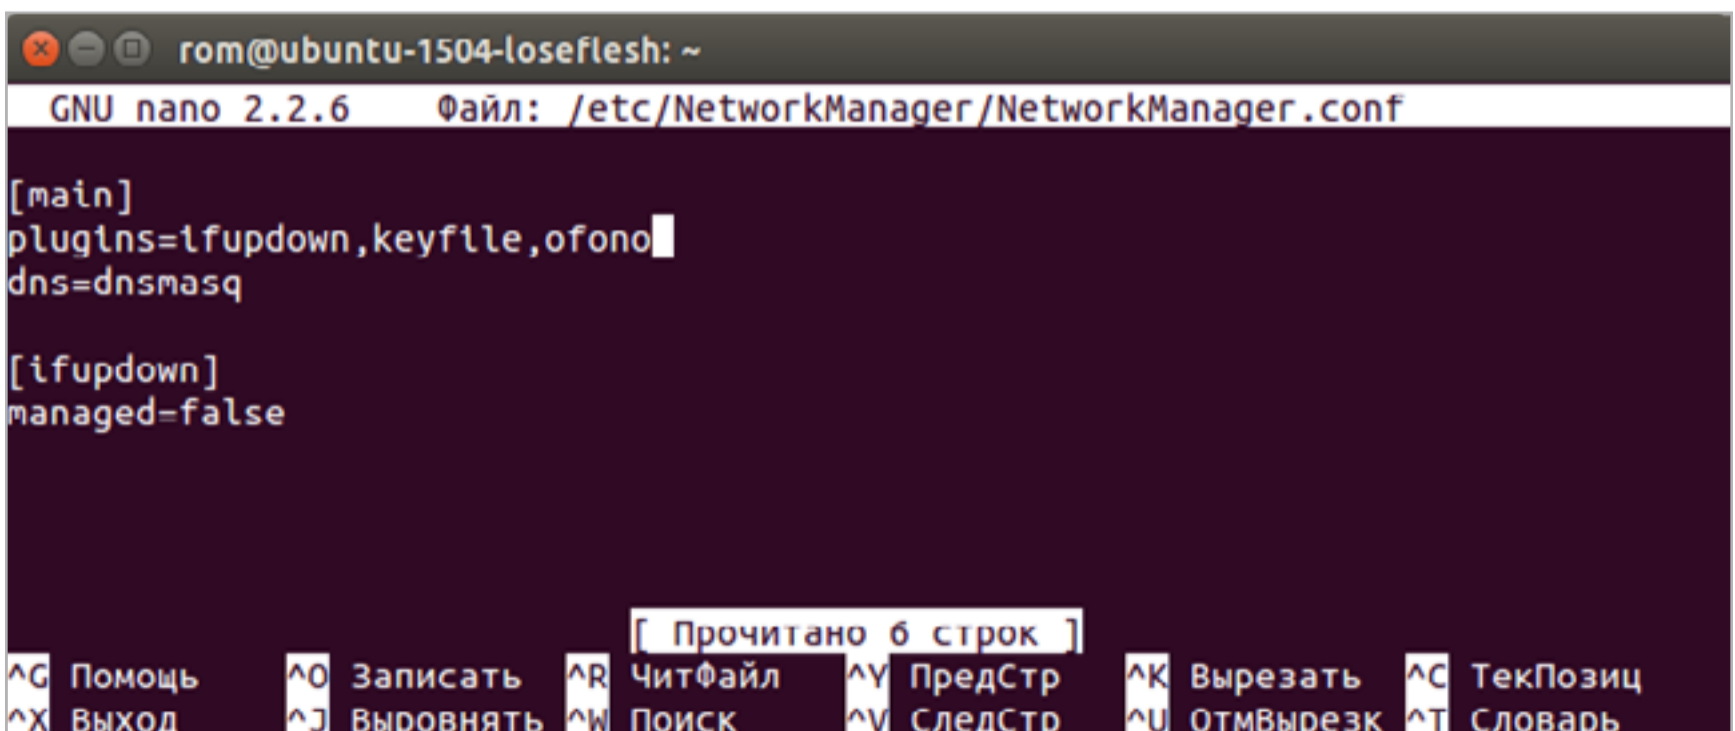 rom@ubuntu-1504-loseflesh: ~
GNU nano 2.2.6 Файл: /etc/NetworkManager/NetworkManager.conf
[main]
plugins=ifupdown,keyfile,ofono
dns=dnsmasq
[ifupdown]
managed=false
[ Прочитано 6 строк ]
^G Помощь ^O Записать ^R ЧитФайл ^Y ПредСтр ^K Вырезать ^C ТекПозиц
^X Выход ^J Выровнять ^W Поиск ^V СледСтр ^U ОтмВырезк ^T Словарь